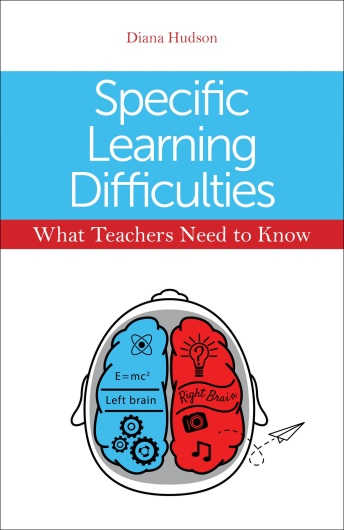 Diana Hudson
Specific
Learning
Difficulties
What Teachers Need to Know
E=mc²
Left brain
Right Brain
?